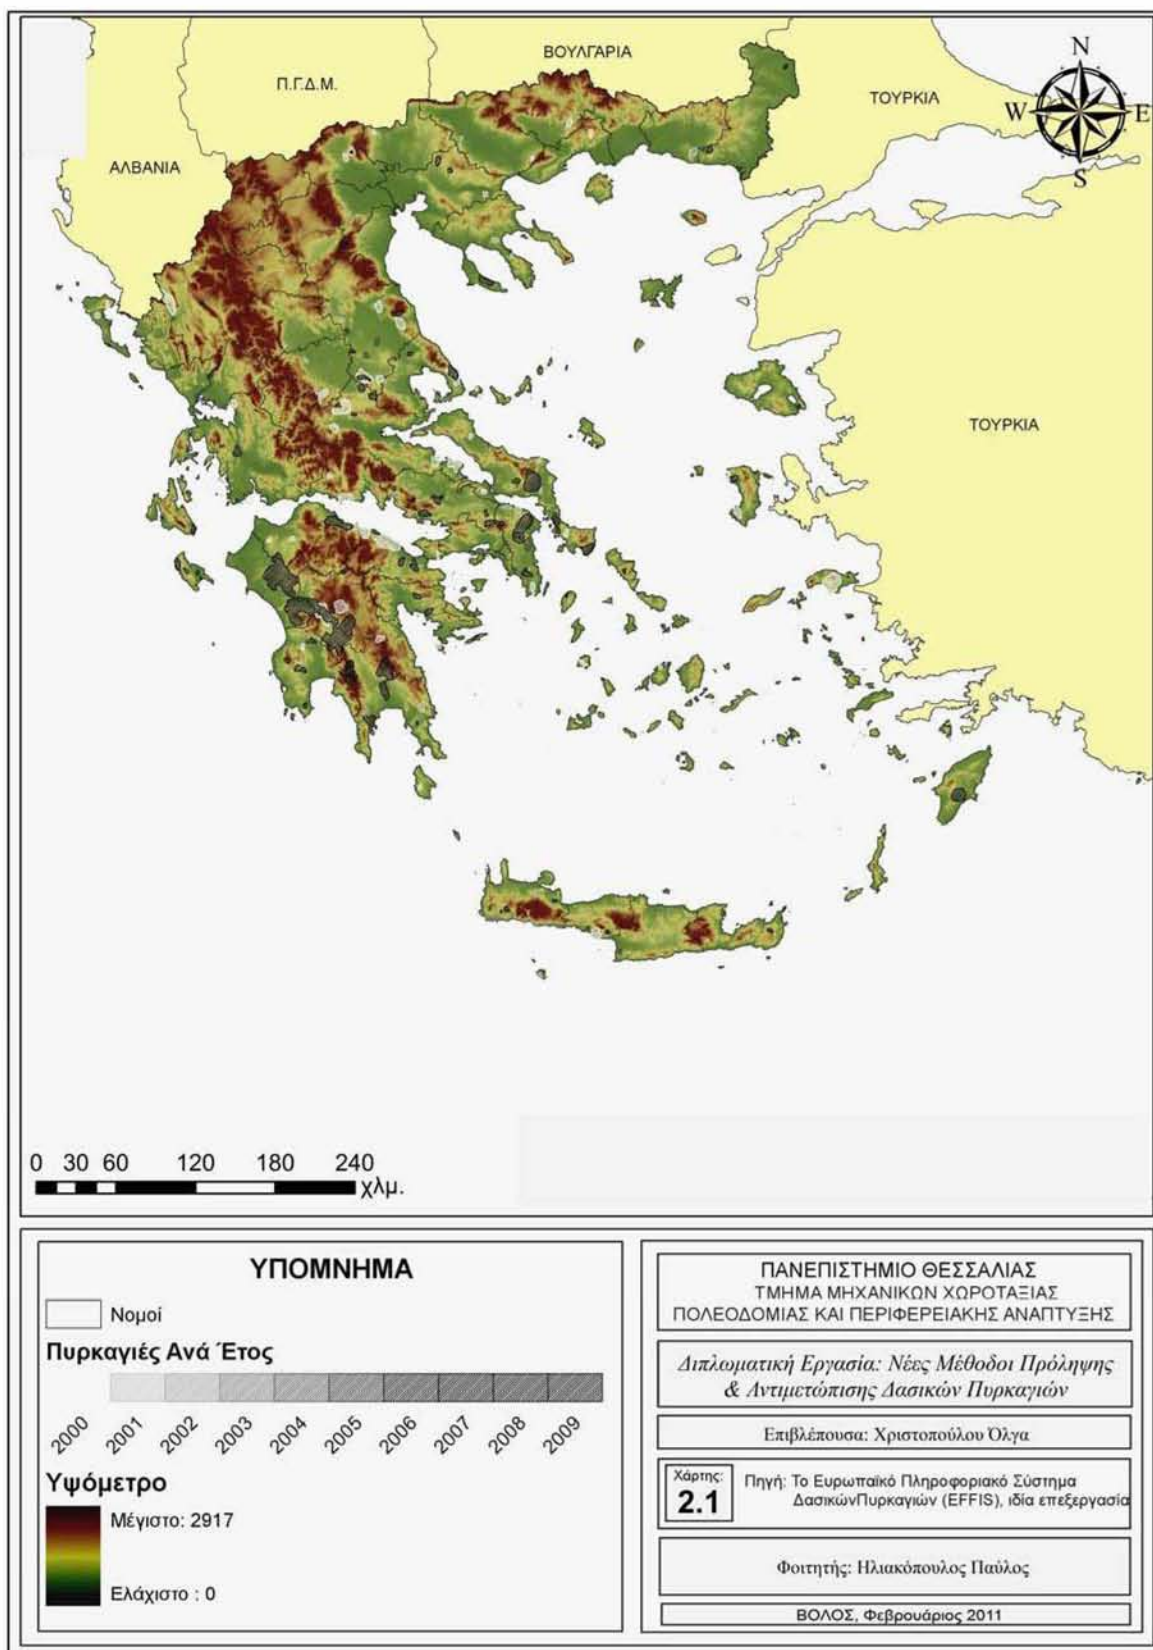 ΒΟΥΛΓΑΡΙΑ
Π.Γ.Δ.Μ.
ΤΟΥΡΚΙΑ
ΑΛΒΑΝΙΑ
N
W E
S
ΤΟΥΡΚΙΑ
0 30 60 120 180 240
χλμ.
ΥΠΟΜΝΗΜΑ
Νομοί
Πυρκαγιές Ανά Έτος
2000 2001 2002 2003 2004 2005 2006 2007 2008 2009
Υψόμετρο
Μέγιστο: 2917
Ελάχιστο : 0
ΠΑΝΕΠΙΣΤΗΜΙΟ ΘΕΣΣΑΛΙΑΣ
ΤΜΗΜΑ ΜΗΧΑΝΙΚΩΝ ΧΩΡΟΤΑΞΙΑΣ
ΠΟΛΕΟΔΟΜΙΑΣ ΚΑΙ ΠΕΡΙΦΕΡΕΙΑΚΗΣ ΑΝΑΠΤΥΞΗΣ
Διπλωματική Εργασία: Νέες Μέθοδοι Πρόληψης
& Αντιμετώπισης Δασικών Πυρκαγιών
Επιβλέπουσα: Χριστοπούλου Όλγα
Χάρτης:
2.1
Πηγή: Το Ευρωπαϊκό Πληροφοριακό Σύστημα
ΔασικώνΠυρκαγιών (EFFIS), ιδία επεξεργασία
Φοιτητής: Ηλιακόπουλος Παύλος
ΒΟΛΟΣ, Φεβρουάριος 2011